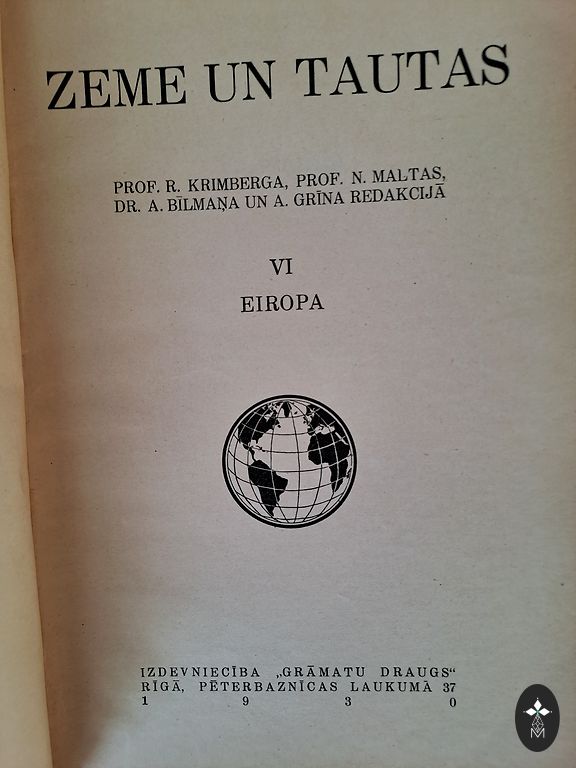 ZEME UN TAUTAS
PROF. R. KRIMBERGA, PROF. N. MALTAS,
DR. A. BĪLMAŅA UN A. GRĪNA REDAKCIJĀ
VI
EIROPA
IZDEVNIECĪBA „GRĀMATU DRAUGS“
RĪGĀ, PĒTERBAZNĪCAS LAUKUMĀ 37
1 9 3 0
M